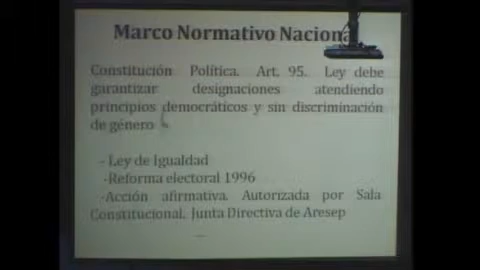 Marco Normativo Naciona
Constitución Política. Art. 95. Ley debe
garantizar designaciones atendiendo
principios democráticos y sin discriminación
de género
- Ley de Igualdad
-Reforma electoral 1996
-Acción afirmativa. Autorizada por Sala
Constitucional. Junta Directiva de Aresep